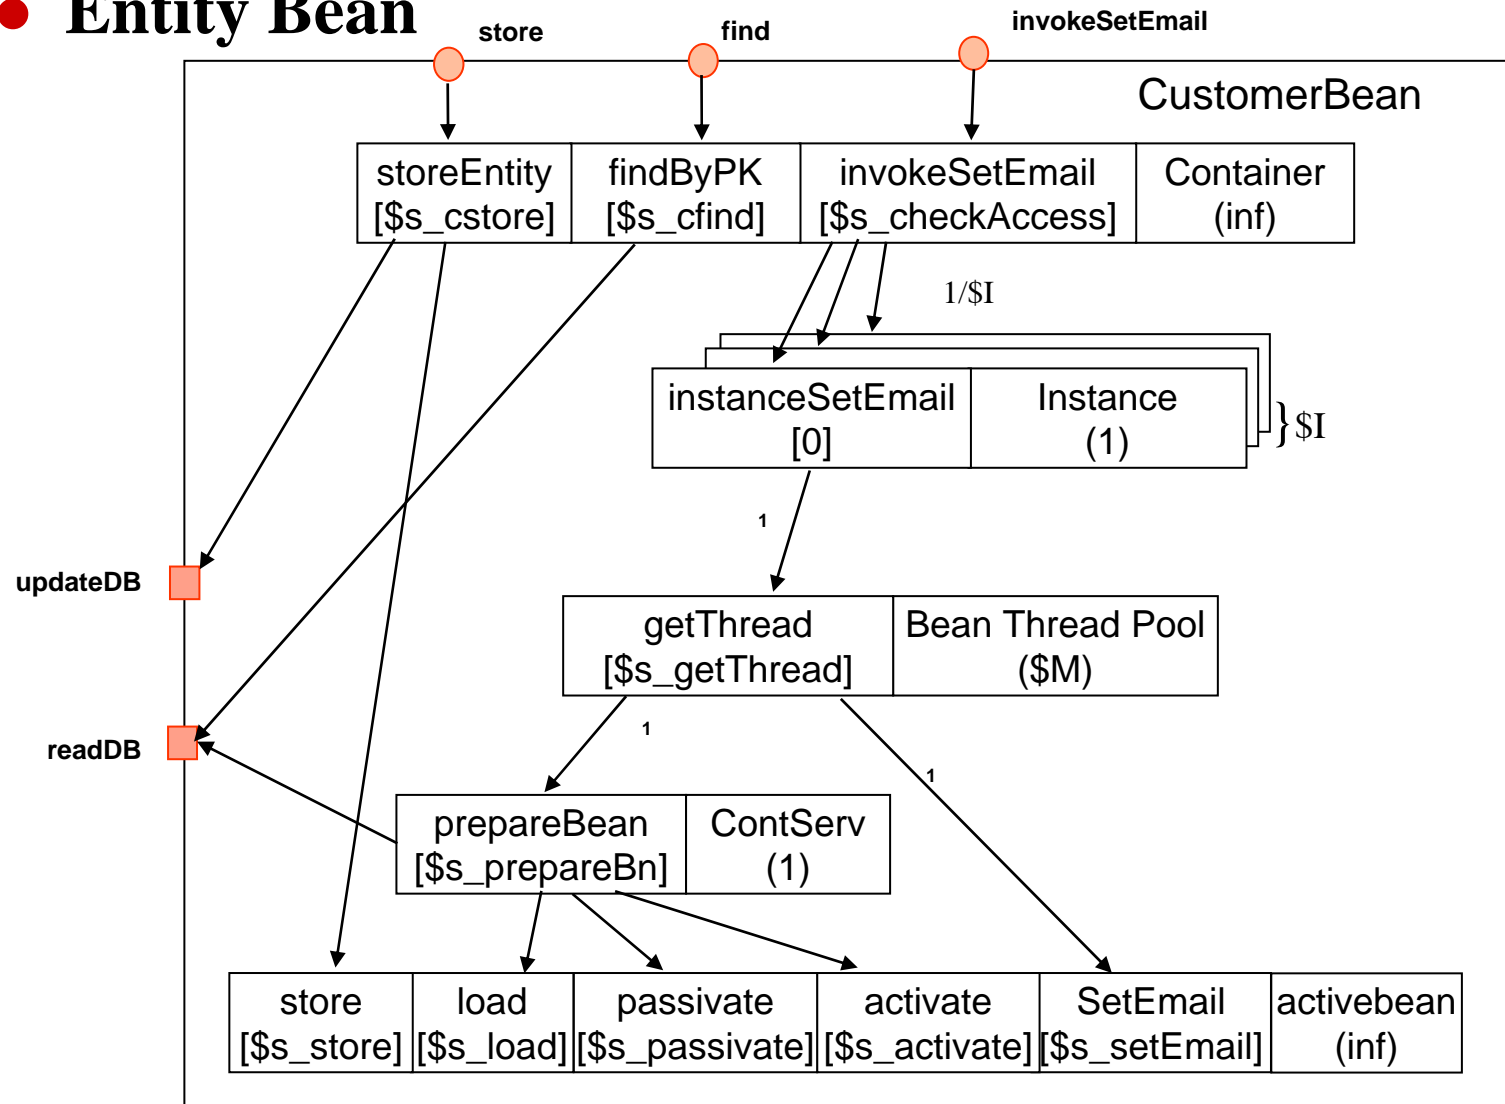 Entity Bean
store
find
invokeSetEmail
CustomerBean
storeEntity
[$s_cstore]
findByPK
[$s_cfind]
invokeSetEmail
[$s_checkAccess]
Container
(inf)
1/$I
instanceSetEmail
[0]
Instance
(1)
}$I
1
updateDB
getThread
[$s_getThread]
Bean Thread Pool
($M)
1
readDB
1
prepareBean
[$s_prepareBn]
ContServ
(1)
store
[$s_store]
load
[$s_load]
passivate
[$s_passivate]
activate
[$s_activate]
SetEmail
[$s_setEmail]
activebean
(inf)